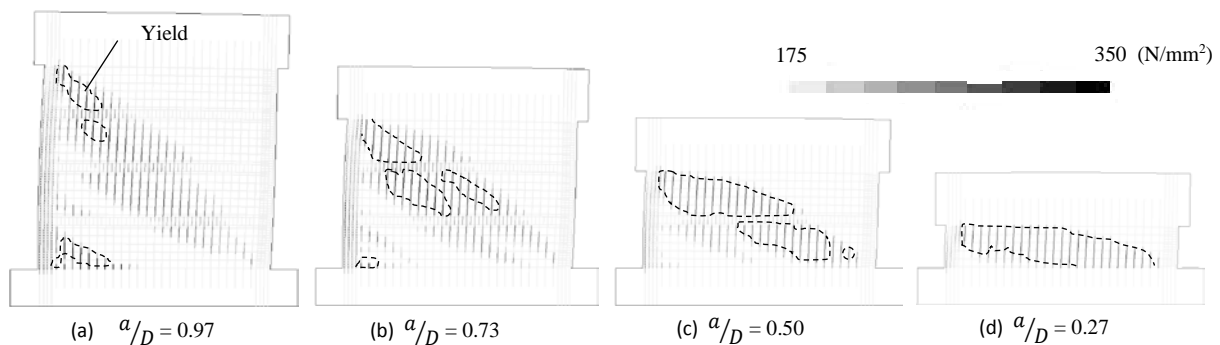 Yield
175 350 (N/mm²)
(a) a/D = 0.97
(b) a/D = 0.73
(c) a/D = 0.50
(d) a/D = 0.27